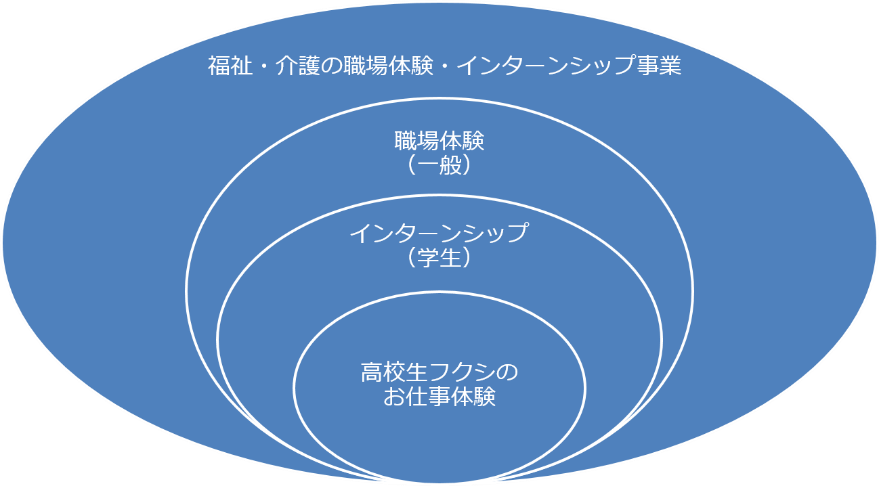 福祉・介護の職場体験・インターンシップ事業
職場体験
（一般）
インターンシップ
（学生）
高校生フクシの
お仕事体験